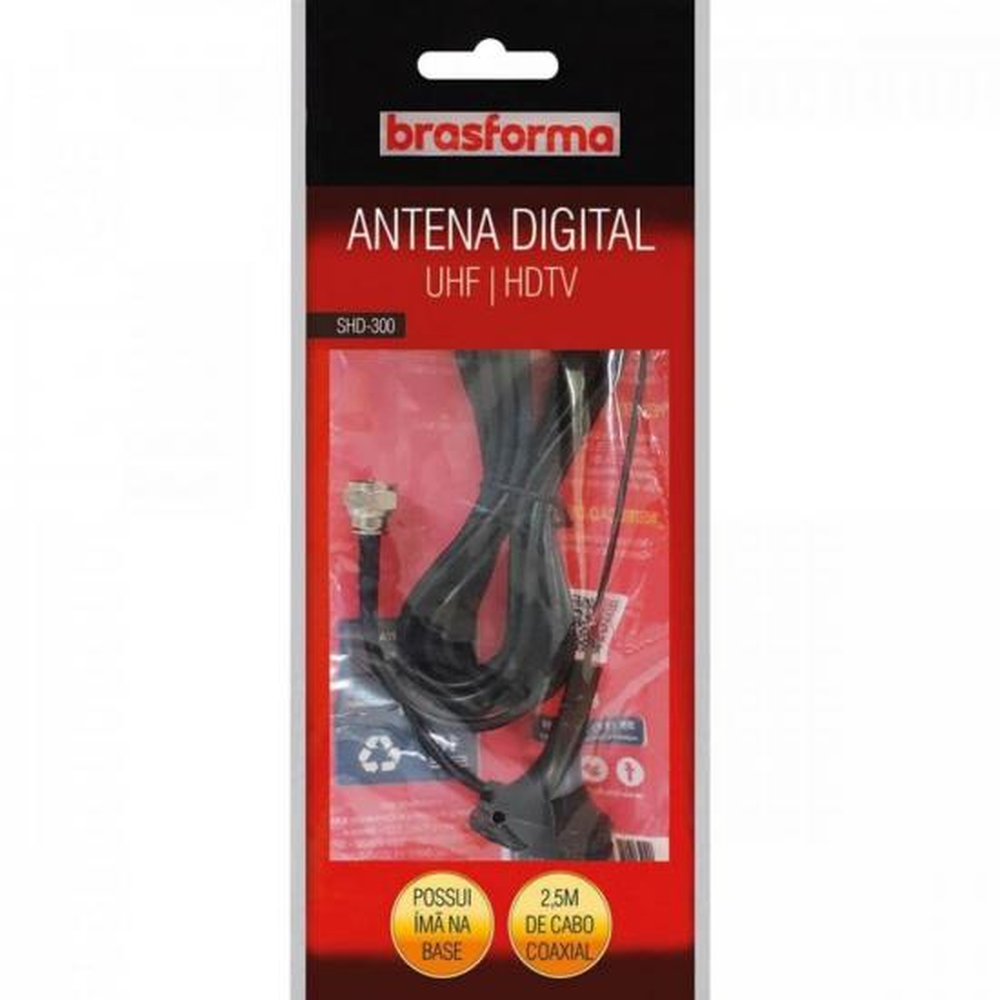 brasforma
ANTENA DIGITAL
UHF | HDTV
SHD-300
POSSUI
ÍMÃ NA
BASE
2,5M
DE CABO
COAXIAL